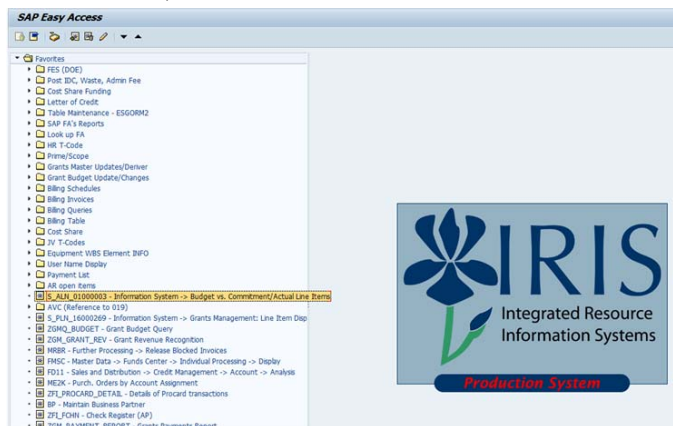 SAP Easy Access
Favorites
FES (DOE)
Post IDC, Waste, Admin Fee
Cost Share Funding
Letter of Credit
Table Maintenance - ESGORM2
SAP FA's Reports
Look up FA
HR T-Code
Prime/Scope
Grants Master Updates/Deriver
Grant Budget Update/Changes
Billing Schedules
Billing Invoices
Billing Queries
Billing Table
Cost Share
JV T-Codes
Equipment WBS Element INFO
User Name Display
Payment List
AR open items
S_ALN_01000003 - Information System -> Budget vs. Commitment/Actual Line Items
AVC (Reference to 019)
S_PLN_16000269 - Information System -> Grants Management: Line Item Disp
ZGMQ_BUDGET - Grant Budget Query
ZGM_GRANT_REV - Grant Revenue Recognition
MRBR - Further Processing -> Release Blocked Invoices
FMSC - Master Data -> Funds Center -> Individual Processing -> Display
FD11 - Sales and Distribution -> Credit Management -> Account -> Analysis
ME2K - Purch. Orders by Account Assignment
ZFI_PROCARD_DETAIL - Details of Procard transactions
BP - Maintain Business Partner
ZFI_FCHN - Check Register (AP)
ZGM_PAYMENT_REPORT - Grants Payments Report
IRIS
Integrated Resource
Information Systems
Production System